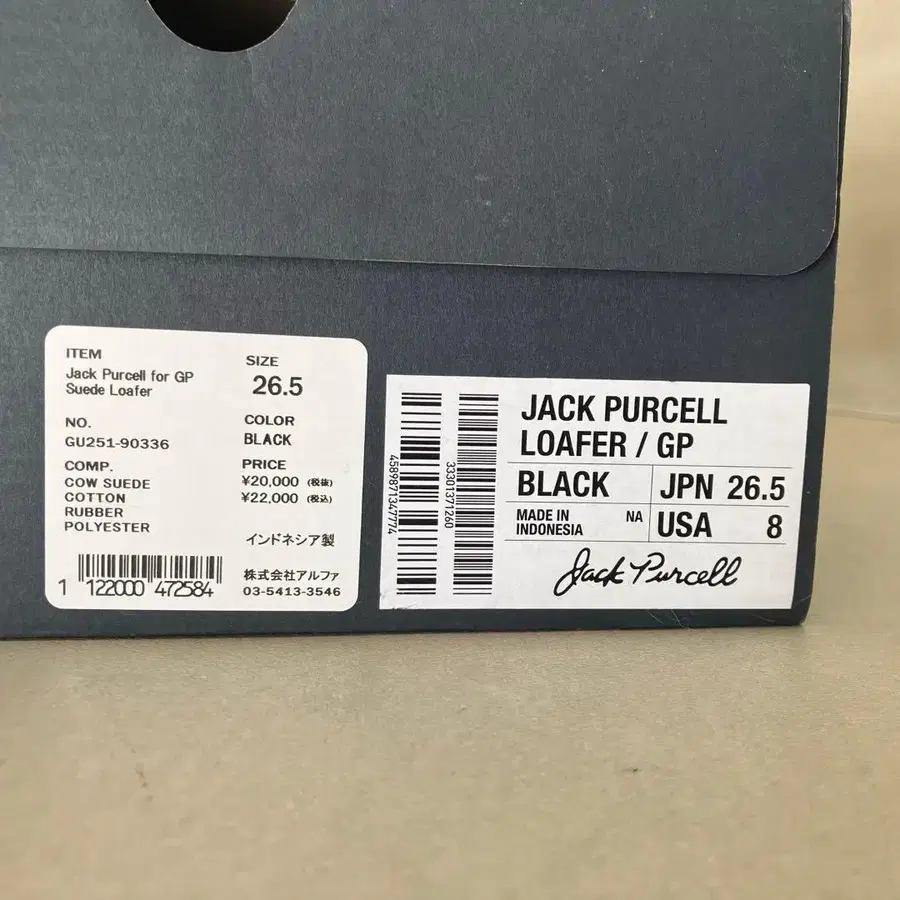 ITEM
Jack Purcell for GP
Suede Loafer
NO.
GU251-90336
COMP.
COW SUEDE
COTTON
RUBBER
POLYESTER
1 122000 472584
SIZE
26.5
COLOR
BLACK
PRICE
¥20,000 (税抜)
¥22,000 (税込)
インドネシア製
株式会社アルファ
03-5413-3546
4589871347774
33301371260
JACK PURCELL
LOAFER / GP
BLACK JPN 26.5
MADE IN
INDONESIA NA
USA 8
Jack Purcell